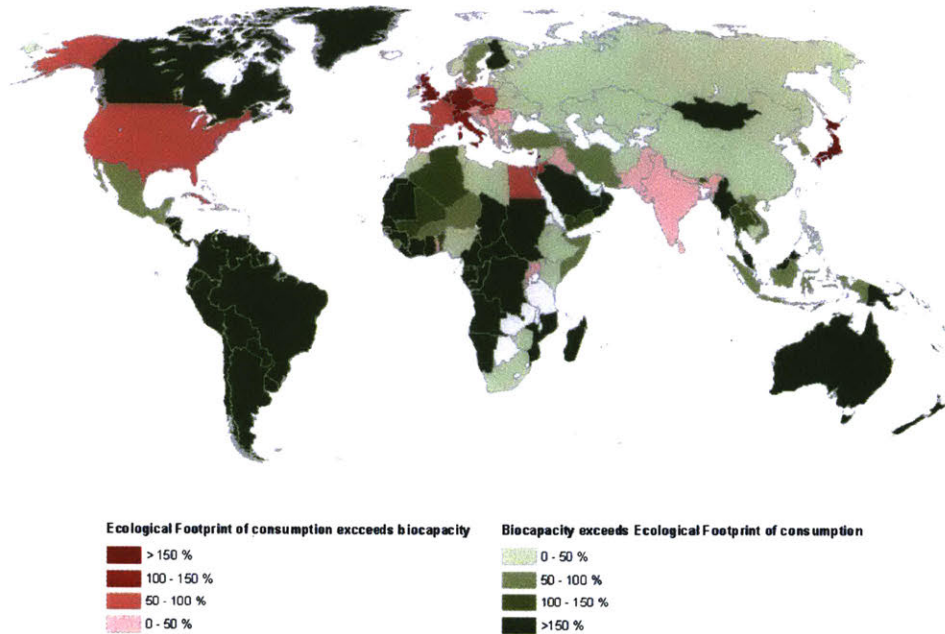 Ecological Footprint of consumption excceeds biocapacity
> 150 %
100 - 150 %
50 - 100 %
0 - 50 %
Biocapacity exceeds Ecological Footprint of consumption
0 - 50 %
50 - 100 %
100 - 150 %
>150 %